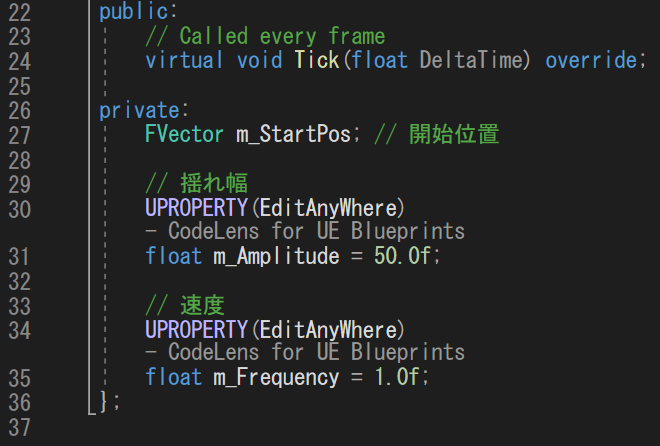 22 public:
23 // Called every frame
24 virtual void Tick(float DeltaTime) override;
25
26 private:
27 FVector m_StartPos; // 開始位置
28
29 // 揺れ幅
30 UPROPERTY(EditAnyWhere)
- CodeLens for UE Blueprints
31 float m_Amplitude = 50.0f;
32
33 // 速度
34 UPROPERTY(EditAnyWhere)
- CodeLens for UE Blueprints
35 float m_Frequency = 1.0f;
36 };
37